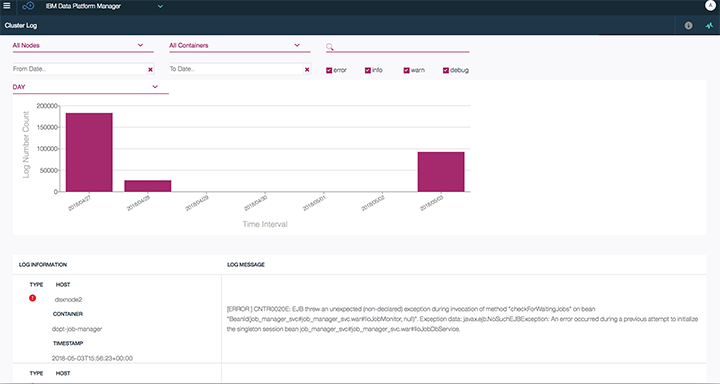 IBM Data Platform Manager
A
Cluster Log
All Nodes
All Containers
From Date..
To Date..
error
info
warn
debug
DAY
200000
150000
100000
50000
0
Log Number Count
2018/04/27
2018/04/28
2018/04/29
2018/04/30
2018/05/01
2018/05/02
2018/05/03
Time Interval
LOG INFORMATION
LOG MESSAGE
TYPE HOST
dsxnode2
CONTAINER
dopt-job-manager
TIMESTAMP
2018-05-03T15:56:23+00:00
[ERROR ] CNTR0020E: EJB threw an unexpected (non-declared) exception during invocation of method "checkForWaitingJobs" on bean
"BeanId(job_manager_svc#job_manager_svc.war#IloJobMonitor, null)". Exception data: javax.ejb.NoSuchEJBException: An error occurred during a previous attempt to initialize
the singleton session bean job_manager_svc#job_manager_svc.war#IloJobDbService.
TYPE HOST